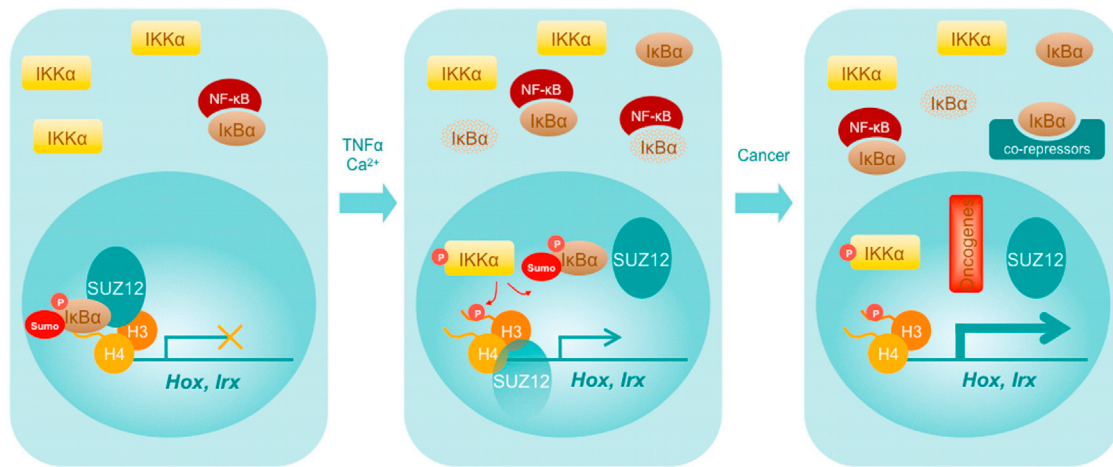 IKKα
IKKα
NF-κB
IκBα
IKKα
SUZ12
P
Sumo
IκBα
H3
H4
Hox, Irx
TNFα
Ca²⁺
IKKα
IκBα
IKKα
NF-κB
IκBα
IκBα
NF-κB
IκBα
P
IKKα
P
Sumo
IκBα
SUZ12
P
H3
H4
SUZ12
Hox, Irx
Cancer
IKKα
IκBα
IKKα
IκBα
NF-κB
IκBα
IκBα
co-repressors
P
IKKα
Oncogenes
SUZ12
P
H3
H4
Hox, Irx